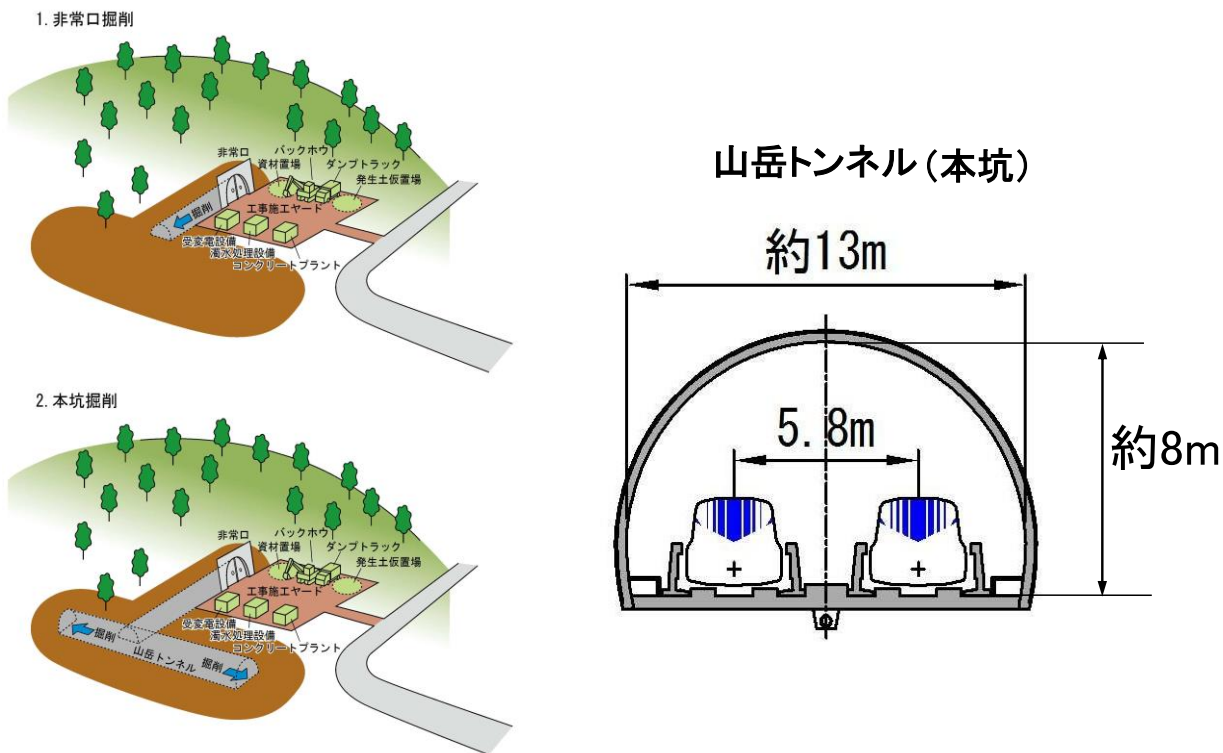 1. 非常口掘削
非常口
バックホウ
資材置場
ダンプトラック
発生土仮置場
工事施工ヤード
掘削
受変電設備
濁水処理設備
コンクリートプラント
2. 本坑掘削
非常口
バックホウ
資材置場
ダンプトラック
発生土仮置場
工事施工ヤード
受変電設備
濁水処理設備
コンクリートプラント
掘削
山岳トンネル
掘削
山岳トンネル（本坑）
約13m
5.8m
約8m